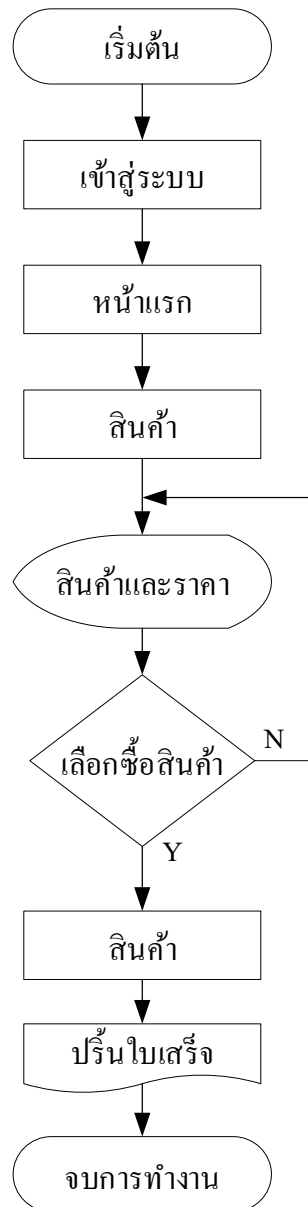 เริ่มต้น
เข้าสู่ระบบ
หน้าแรก
สินค้า
สินค้าและราคา
เลือกซื้อสินค้า
N
Y
สินค้า
ปริ้นใบเสร็จ
จบการทำงาน